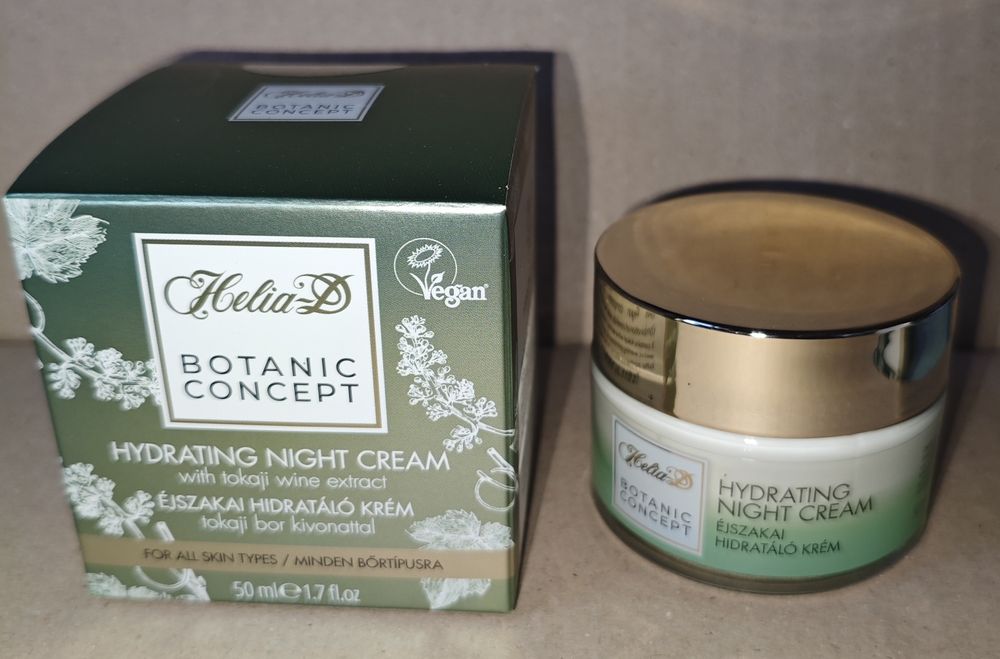 Helia-D
BOTANIC
CONCEPT
Helia-D
BOTANIC
CONCEPT
Vegan
HYDRATING NIGHT CREAM
with tokaji wine extract
ÉJSZAKAI HIDRATÁLÓ KRÉM
tokaji bor kivonattal
FOR ALL SKIN TYPES / MINDEN BŐRTÍPUSRA
50 ml ℮ 1.7 fl.oz
Helia-D
BOTANIC
CONCEPT
HYDRATING
NIGHT CREAM
ÉJSZAKAI
HIDRATÁLÓ KRÉM